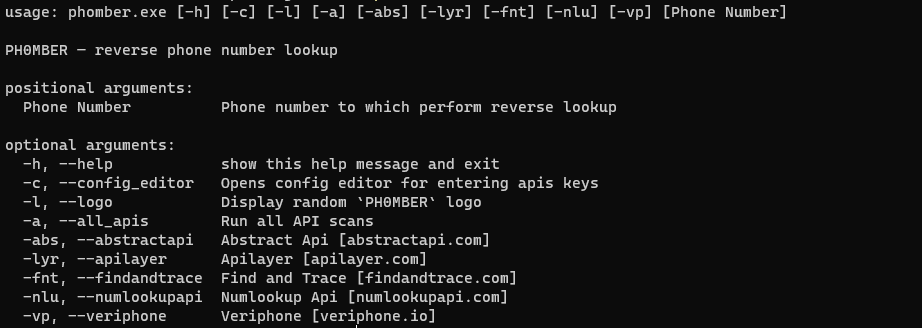 usage: phomber.exe [-h] [-c] [-l] [-a] [-abs] [-lyr] [-fnt] [-nlu] [-vp] [Phone Number]
PH0MBER — reverse phone number lookup
positional arguments:
Phone Number Phone number to which perform reverse lookup
optional arguments:
-h, --help show this help message and exit
-c, --config_editor Opens config editor for entering apis keys
-l, --logo Display random `PH0MBER` logo
-a, --all_apis Run all API scans
-abs, --abstractapi Abstract Api [abstractapi.com]
-lyr, --apilayer Apilayer [apilayer.com]
-fnt, --findandtrace Find and Trace [findandtrace.com]
-nlu, --numlookupapi Numlookup Api [numlookupapi.com]
-vp, --veriphone Veriphone [veriphone.io]